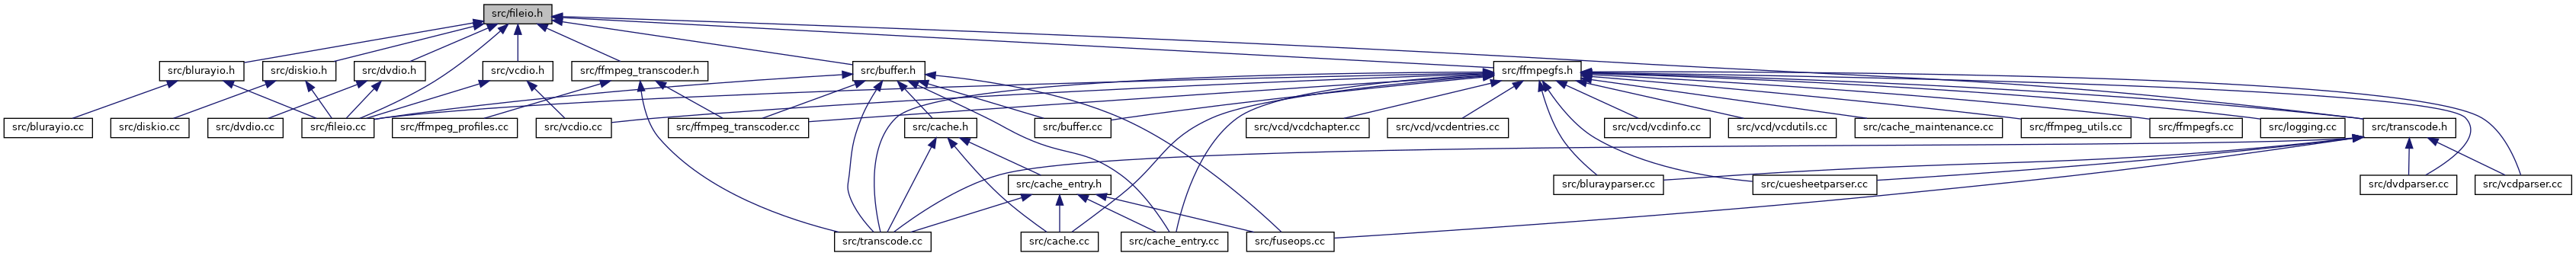 src/fileio.h
src/blurayio.h
src/diskio.h
src/dvdio.h
src/vcdio.h
src/ffmpeg_transcoder.h
src/buffer.h
src/ffmpegfs.h
src/blurayio.cc
src/diskio.cc
src/dvdio.cc
src/fileio.cc
src/ffmpeg_profiles.cc
src/vcdio.cc
src/ffmpeg_transcoder.cc
src/cache.h
src/buffer.cc
src/vcd/vcdchapter.cc
src/vcd/vcdentries.cc
src/vcd/vcdinfo.cc
src/vcd/vcdutils.cc
src/cache_maintenance.cc
src/ffmpeg_utils.cc
src/ffmpegfs.cc
src/logging.cc
src/transcode.h
src/cache_entry.h
src/blurayparser.cc
src/cuesheetparser.cc
src/dvdparser.cc
src/vcdparser.cc
src/transcode.cc
src/cache.cc
src/cache_entry.cc
src/fuseops.cc